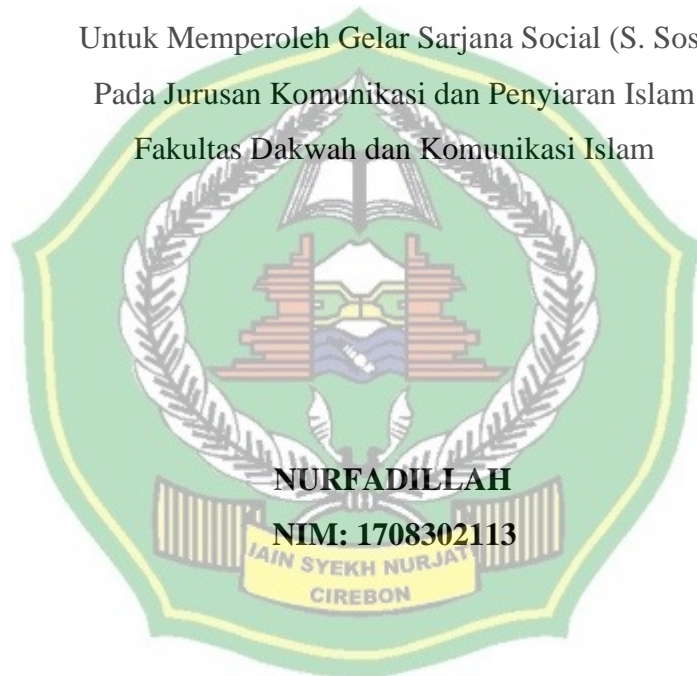 Untuk Memperoleh Gelar Sarjana Social (S. Sos
Pada Jurusan Komunikasi dan Penyiaran Islam
Fakultas Dakwah dan Komunikasi Islam
NURFADILLAH
NIM: 1708302113
IAIN SYEKH NURJATI
CIREBON